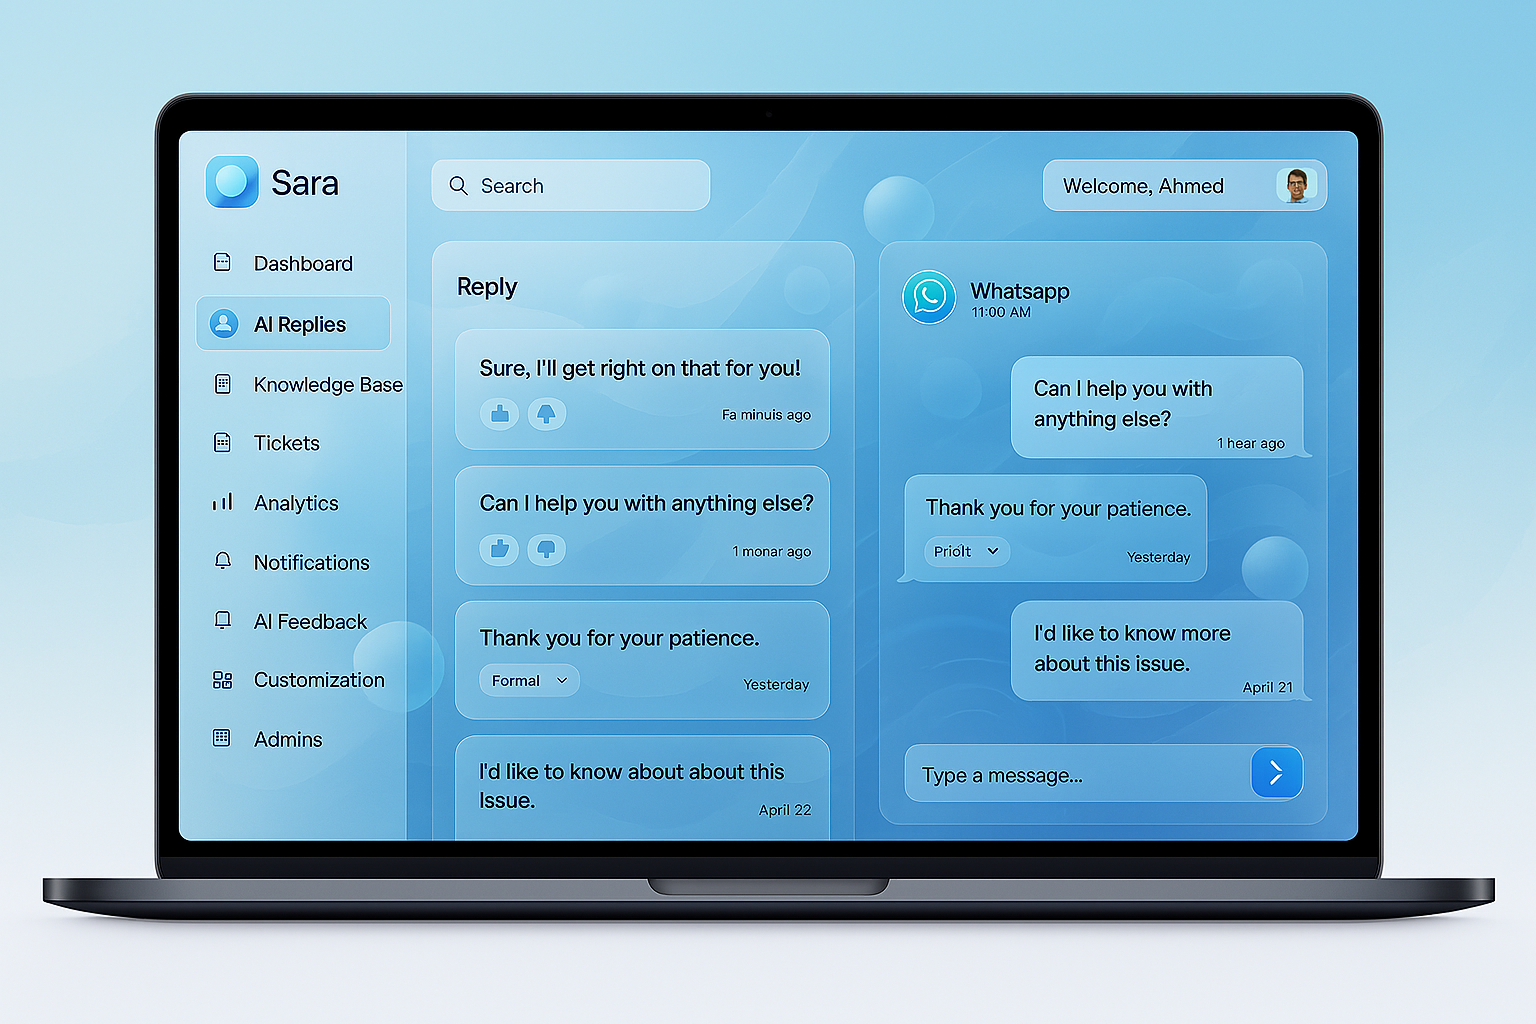 Sara
Search
Welcome, Ahmed
Dashboard
AI Replies
Knowledge Base
Tickets
Analytics
Notifications
AI Feedback
Customization
Admins
Reply
Sure, I'll get right on that for you!
Fa minuis ago
Can I help you with anything else?
1 monar ago
Thank you for your patience.
Formal
Yesterday
I'd like to know about about this
Issue.
April 22
Whatsapp
11:00 AM
Can I help you with
anything else?
1 hear ago
Thank you for your patience.
Yesterday
I'd like to know more
about this issue.
April 21
Type a message...